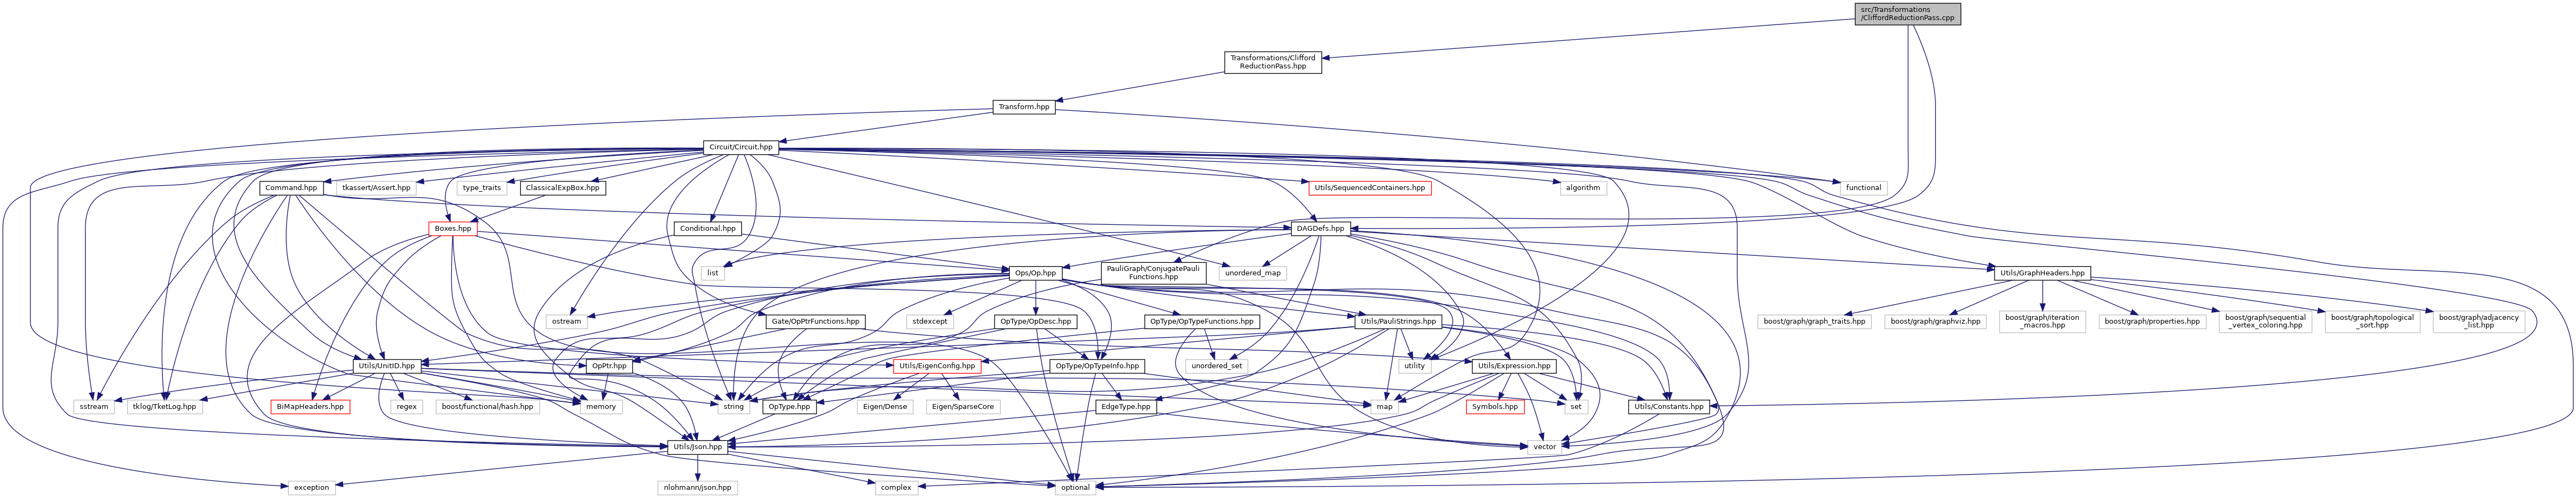 src/Transformations
/CliffordReductionPass.cpp
Transformations/Clifford
ReductionPass.hpp
Transform.hpp
Circuit/Circuit.hpp
Command.hpp
tkassert/Assert.hpp
type_traits
ClassicalExpBox.hpp
Utils/SequencedContainers.hpp
algorithm
functional
Boxes.hpp
Conditional.hpp
DAGDefs.hpp
list
Ops/Op.hpp
PauliGraph/ConjugatePauli
Functions.hpp
unordered_map
Utils/GraphHeaders.hpp
ostream
Gate/OpPtrFunctions.hpp
stdexcept
OpType/OpDesc.hpp
OpType/OpTypeFunctions.hpp
Utils/PauliStrings.hpp
boost/graph/graph_traits.hpp
boost/graph/graphviz.hpp
boost/graph/iteration
_macros.hpp
boost/graph/properties.hpp
boost/graph/sequential
_vertex_coloring.hpp
boost/graph/topological
_sort.hpp
boost/graph/adjacency
_list.hpp
Utils/UnitID.hpp
OpPtr.hpp
Utils/EigenConfig.hpp
OpType/OpTypeInfo.hpp
unordered_set
utility
Utils/Expression.hpp
sstream
tklog/TketLog.hpp
BiMapHeaders.hpp
regex
boost/functional/hash.hpp
memory
string
OpType.hpp
Eigen/Dense
Eigen/SparseCore
EdgeType.hpp
map
Symbols.hpp
set
Utils/Constants.hpp
Utils/Json.hpp
vector
exception
nlohmann/json.hpp
complex
optional